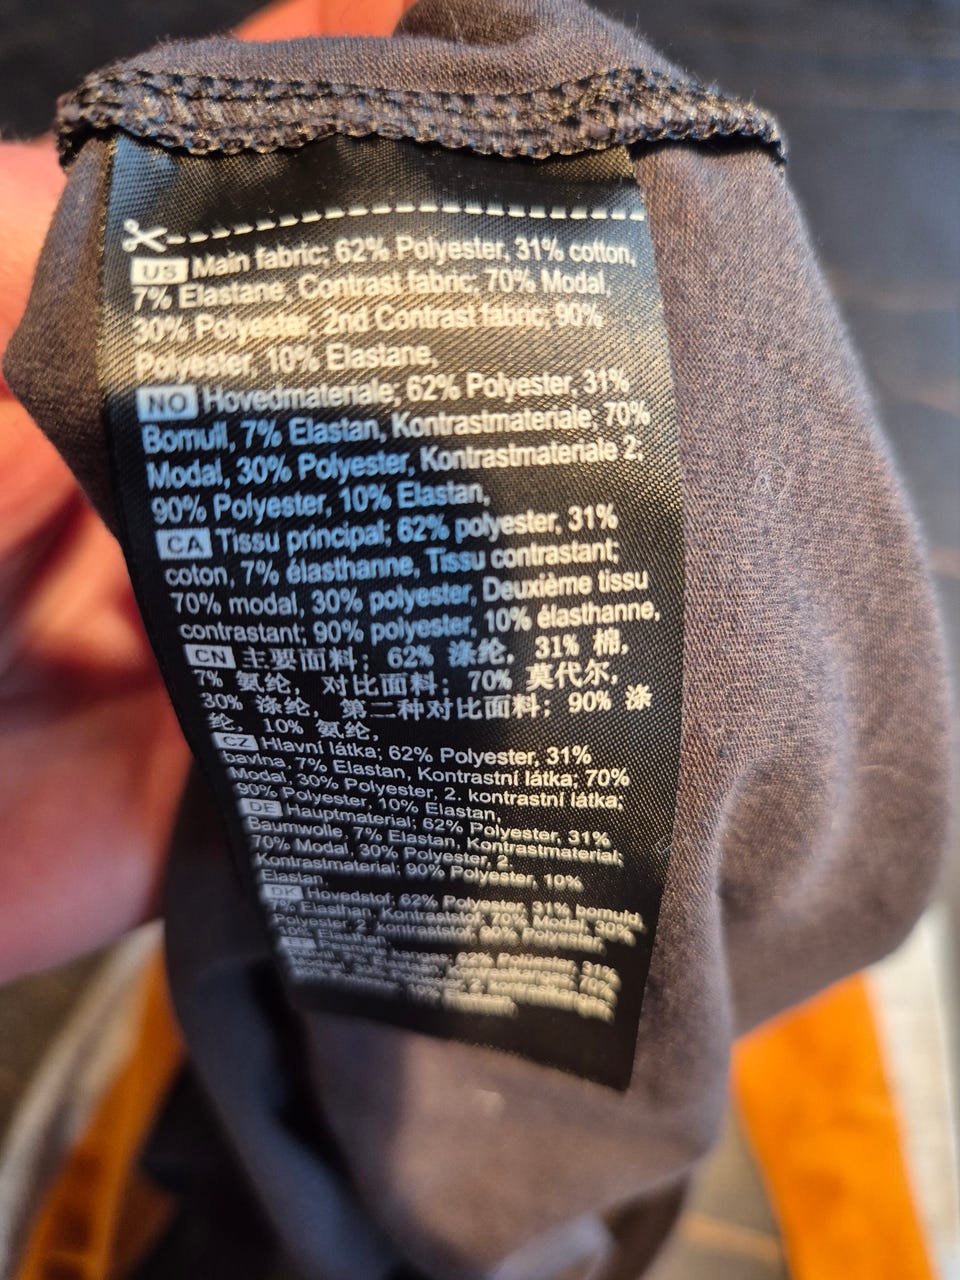 US Main fabric; 62% Polyester, 31% cotton,
7% Elastane, Contrast fabric; 70% Modal,
30% Polyester, 2nd Contrast fabric; 90%
Polyester, 10% Elastane,
NO Hovedmateriale; 62% Polyester, 31%
Bomull, 7% Elastan, Kontrastmateriale; 70%
Modal, 30% Polyester, Kontrastmateriale 2;
90% Polyester, 10% Elastan,
CA Tissu principal; 62% polyester, 31%
coton, 7% élasthanne, Tissu contrastant;
70% modal, 30% polyester, Deuxième tissu
contrastant; 90% polyester, 10% élasthanne,
CN 主要面料; 62% 涤纶, 31% 棉,
7% 氨纶, 对比面料; 70% 莫代尔,
30% 涤纶, 第二种对比面料; 90% 涤
纶, 10% 氨纶,
CZ Hlavní látka; 62% Polyester, 31%
bavlna, 7% Elastan, Kontrastní látka; 70%
Modal, 30% Polyester, 2. kontrastní látka;
90% Polyester, 10% Elastan,
DE Hauptmaterial; 62% Polyester, 31%
Baumwolle, 7% Elastan, Kontrastmaterial;
70% Modal, 30% Polyester, 2.
Kontrastmaterial; 90% Polyester, 10%
Elastan,
DK Hovedstof; 62% Polyester, 31% bomuld,
7% Elasthan, Kontraststof; 70% Modal, 30%
Polyester, 2. kontraststof; 90% Polyester,
10% Elasthan,